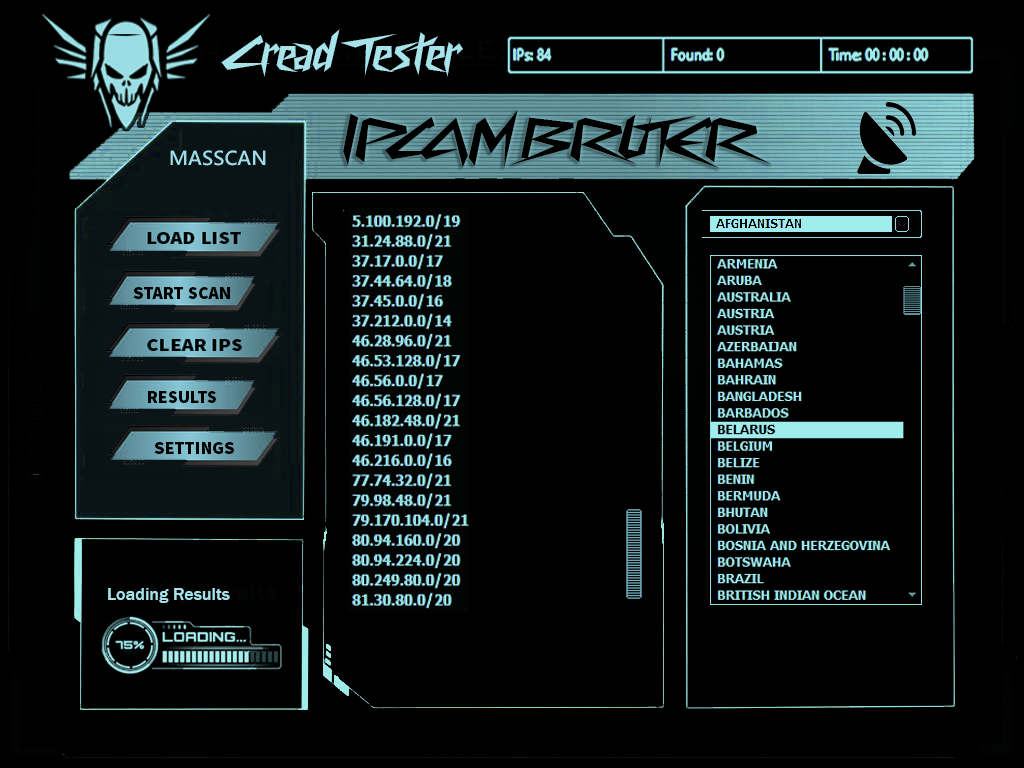 Cread Tester
IPs: 84
Found: 0
Time: 00 : 00 : 00
IPCAM BRUTER
MASSCAN
LOAD LIST
START SCAN
CLEAR IPS
RESULTS
SETTINGS
Loading Results
75%
LOADING...
5.100.192.0/19
31.24.88.0/21
37.17.0.0/17
37.44.64.0/18
37.45.0.0/16
37.212.0.0/14
46.28.96.0/21
46.53.128.0/17
46.56.0.0/17
46.56.128.0/17
46.182.48.0/21
46.191.0.0/17
46.216.0.0/16
77.74.32.0/21
79.98.48.0/21
79.170.104.0/21
80.94.160.0/20
80.94.224.0/20
80.249.80.0/20
81.30.80.0/20
AFGHANISTAN
ARMENIA
ARUBA
AUSTRALIA
AUSTRIA
AUSTRIA
AZERBAIJAN
BAHAMAS
BAHRAIN
BANGLADESH
BARBADOS
BELARUS
BELGIUM
BELIZE
BENIN
BERMUDA
BHUTAN
BOLIVIA
BOSNIA AND HERZEGOVINA
BOTSWAHA
BRAZIL
BRITISH INDIAN OCEAN